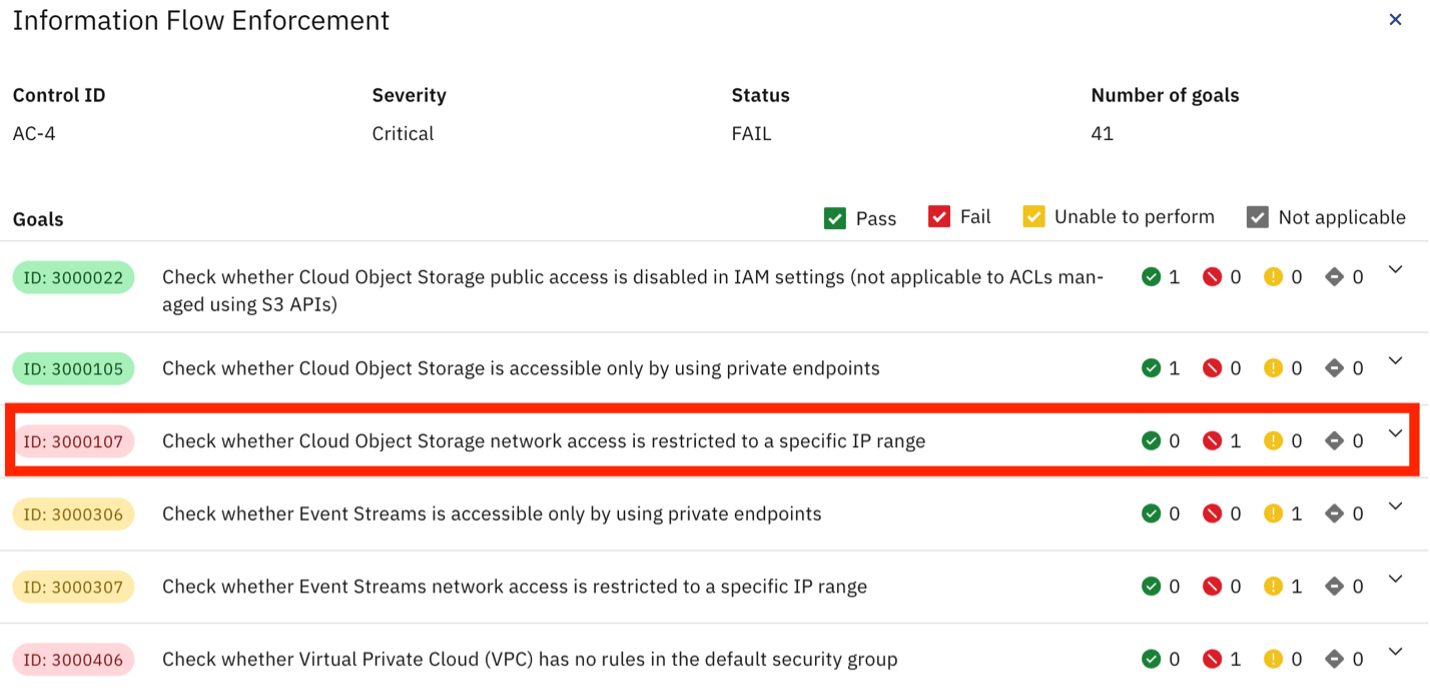 Information Flow Enforcement
Control ID Severity Status Number of goals
AC-4 Critical FAIL 41
Goals Pass Fail Unable to perform Not applicable
ID: 3000022 Check whether Cloud Object Storage public access is disabled in IAM settings (not applicable to ACLs man- 1 0 0 0
aged using S3 APIs)
ID: 3000105 Check whether Cloud Object Storage is accessible only by using private endpoints 1 0 0 0
ID: 3000107 Check whether Cloud Object Storage network access is restricted to a specific IP range 0 1 0 0
ID: 3000306 Check whether Event Streams is accessible only by using private endpoints 0 0 1 0
ID: 3000307 Check whether Event Streams network access is restricted to a specific IP range 0 0 1 0
ID: 3000406 Check whether Virtual Private Cloud (VPC) has no rules in the default security group 0 1 0 0